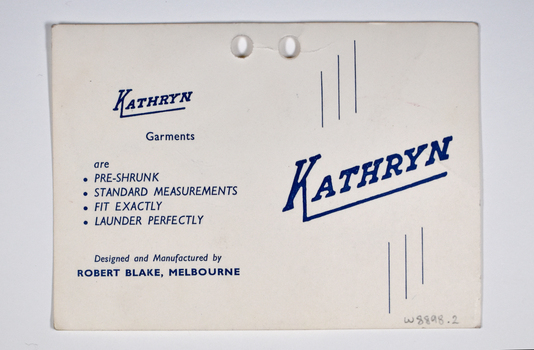 KATHRYN
Garments
are
• PRE-SHRUNK
• STANDARD MEASUREMENTS
• FIT EXACTLY
• LAUNDER PERFECTLY
Designed and Manufactured by
ROBERT BLAKE, MELBOURNE
KATHRYN
W8898.2